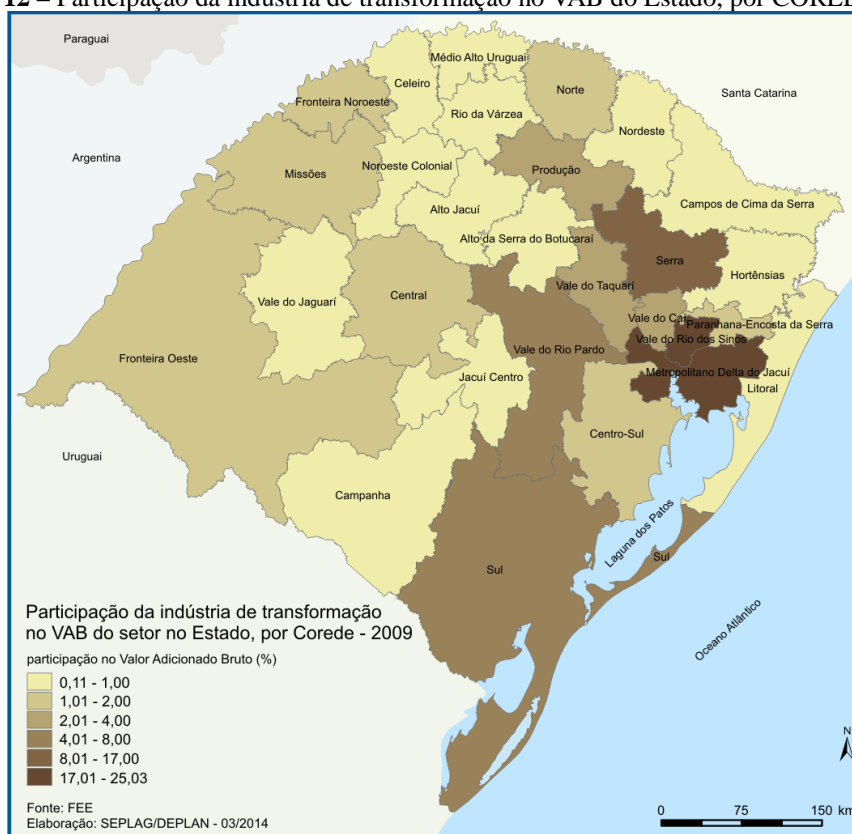 12 – Participação da indústria de transformação no VAB do Estado, por CORED
Paraguai
Médio Alto Uruguai
Celeiro
Norte
Santa Catarina
Fronteira Noroeste
Rio da Várzea
Nordeste
Argentina
Noroeste Colonial
Produção
Missões
Alto Jacuí
Campos de Cima da Serra
Alto da Serra do Botucaraí
Serra
Hortênsias
Vale do Jaguarí
Central
Vale do Taquarí
Vale do Caí
Paranhana-Encosta da Serra
Vale do Rio dos Sinos
Fronteira Oeste
Vale do Rio Pardo
Metropolitano Delta do Jacuí
Jacuí Centro
Litoral
Centro-Sul
Uruguai
Campanha
Laguna dos Patos
Sul
Sul
Oceano Atlântico
Participação da indústria de transformação
no VAB do setor no Estado, por Corede - 2009
participação no Valor Adicionado Bruto (%)
0,11 - 1,00
1,01 - 2,00
2,01 - 4,00
4,01 - 8,00
8,01 - 17,00
17,01 - 25,03
Fonte: FEE
Elaboração: SEPLAG/DEPLAN - 03/2014
N
0 75 150 km